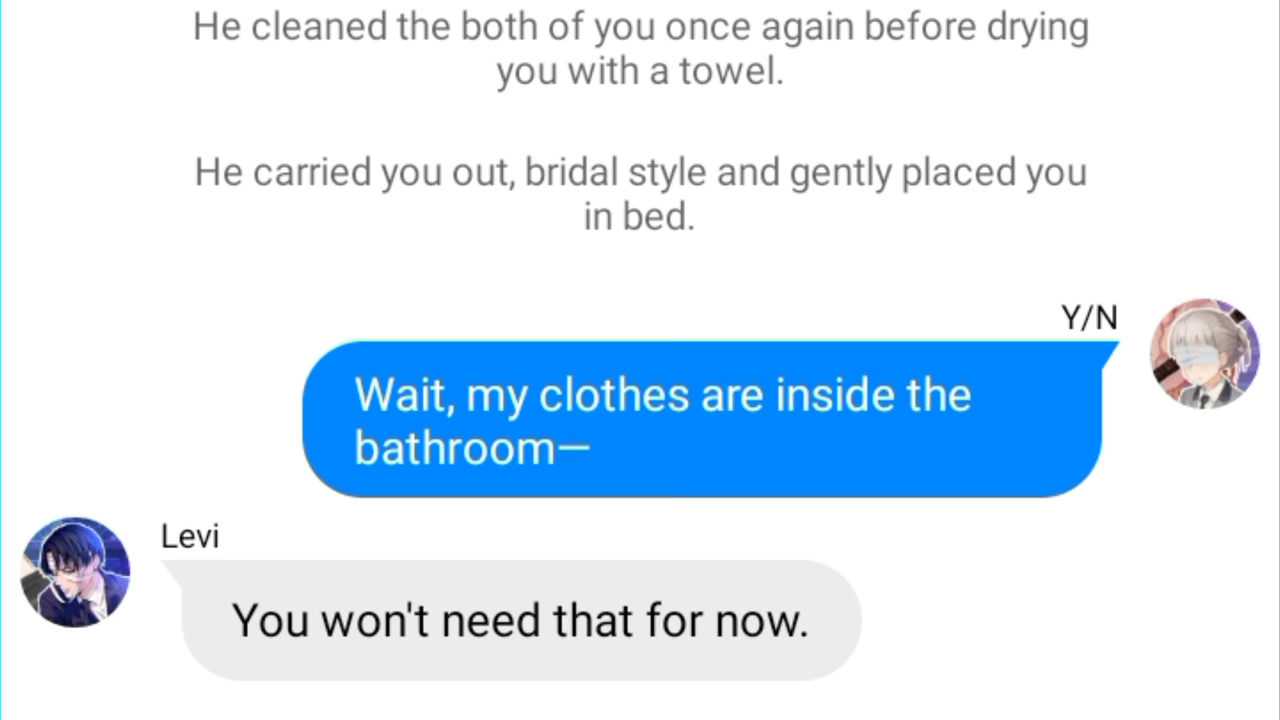 He cleaned the both of you once again before drying
you with a towel.
He carried you out, bridal style and gently placed you
in bed.
Y/N
Wait, my clothes are inside the
bathroom—
Levi
You won't need that for now.